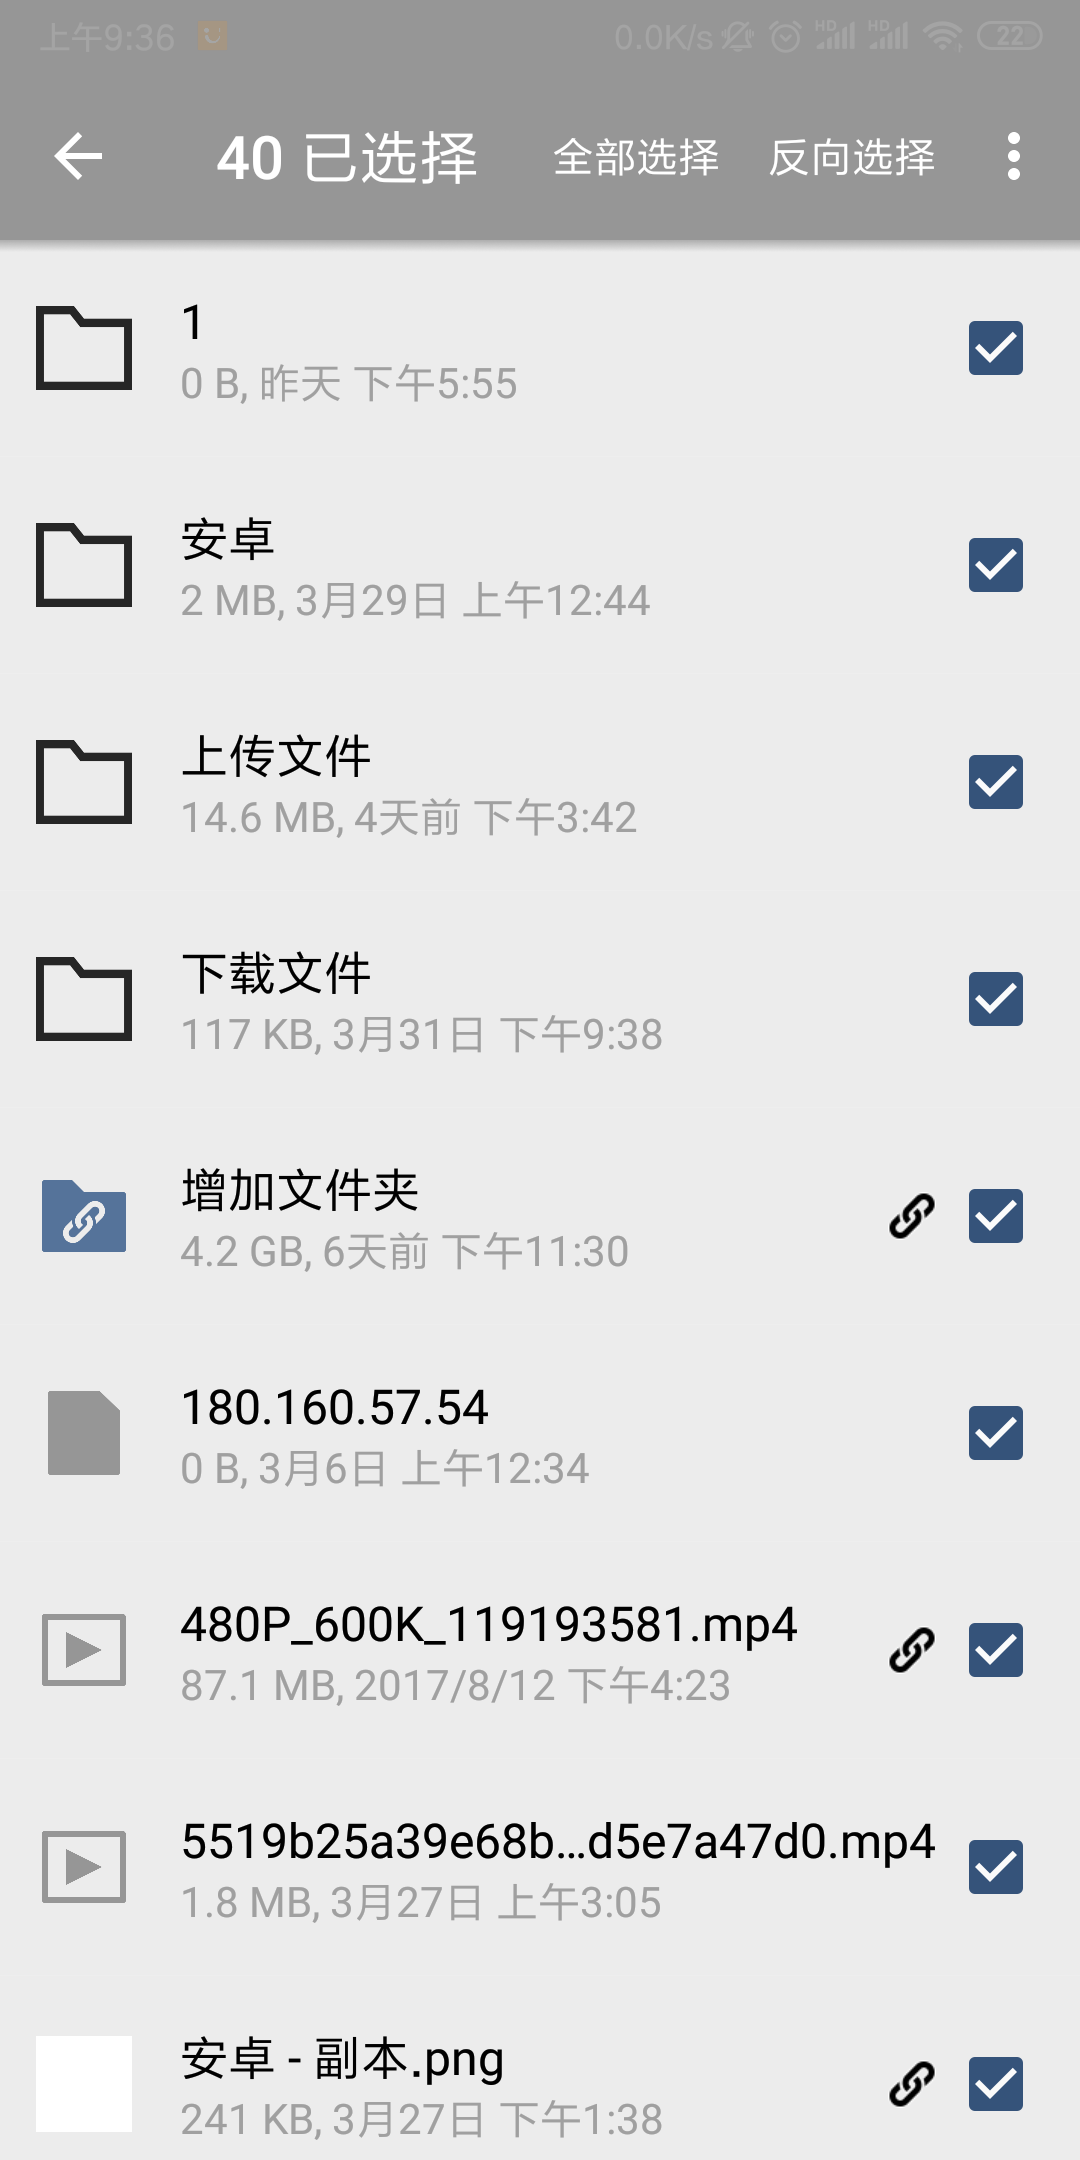 上午9:36 0.0K/s HD HD 22
40 已选择 全部选择 反向选择
1
0 B, 昨天 下午5:55
安卓
2 MB, 3月29日 上午12:44
上传文件
14.6 MB, 4天前 下午3:42
下载文件
117 KB, 3月31日 下午9:38
增加文件夹
4.2 GB, 6天前 下午11:30
180.160.57.54
0 B, 3月6日 上午12:34
480P_600K_119193581.mp4
87.1 MB, 2017/8/12 下午4:23
5519b25a39e68b...d5e7a47d0.mp4
1.8 MB, 3月27日 上午3:05
安卓 - 副本.png
241 KB, 3月27日 下午1:38